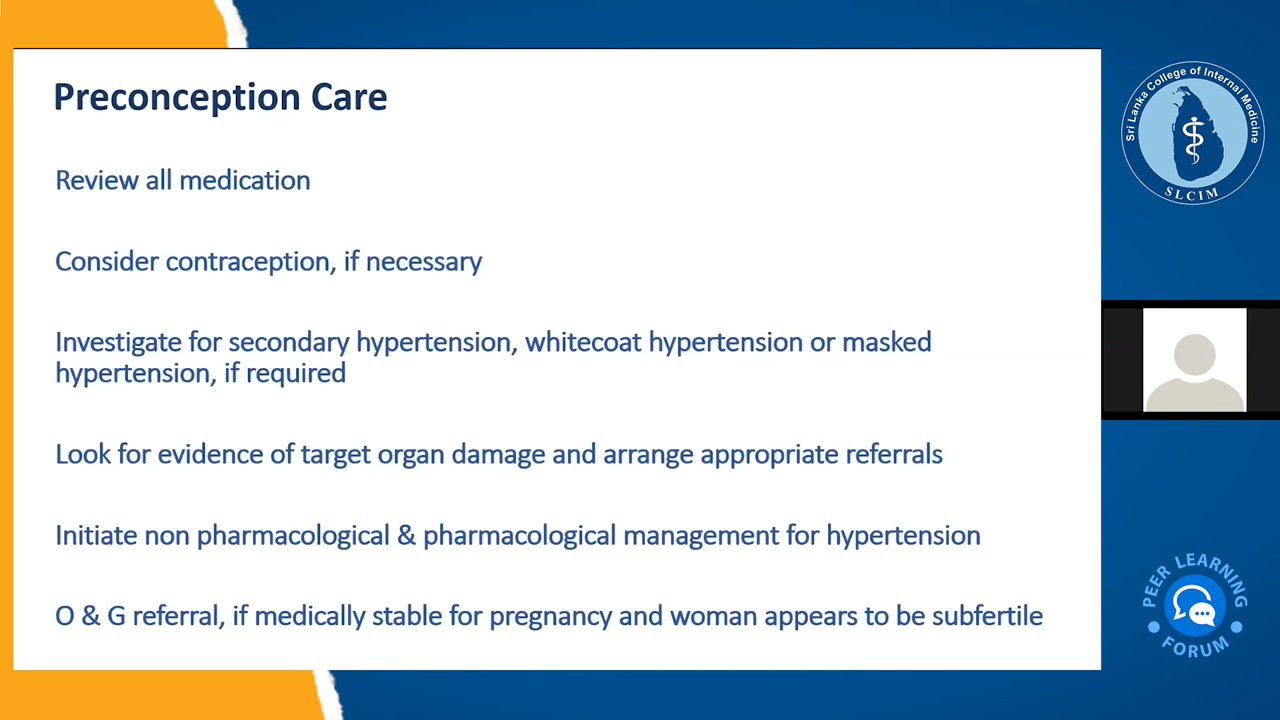 Preconception Care
Review all medication
Consider contraception, if necessary
Investigate for secondary hypertension, whitecoat hypertension or masked
hypertension, if required
Look for evidence of target organ damage and arrange appropriate referrals
Initiate non pharmacological & pharmacological management for hypertension
O & G referral, if medically stable for pregnancy and woman appears to be subfertile
Sri Lanka College of Internal Medicine
SLCIM
PEER LEARNING
FORUM